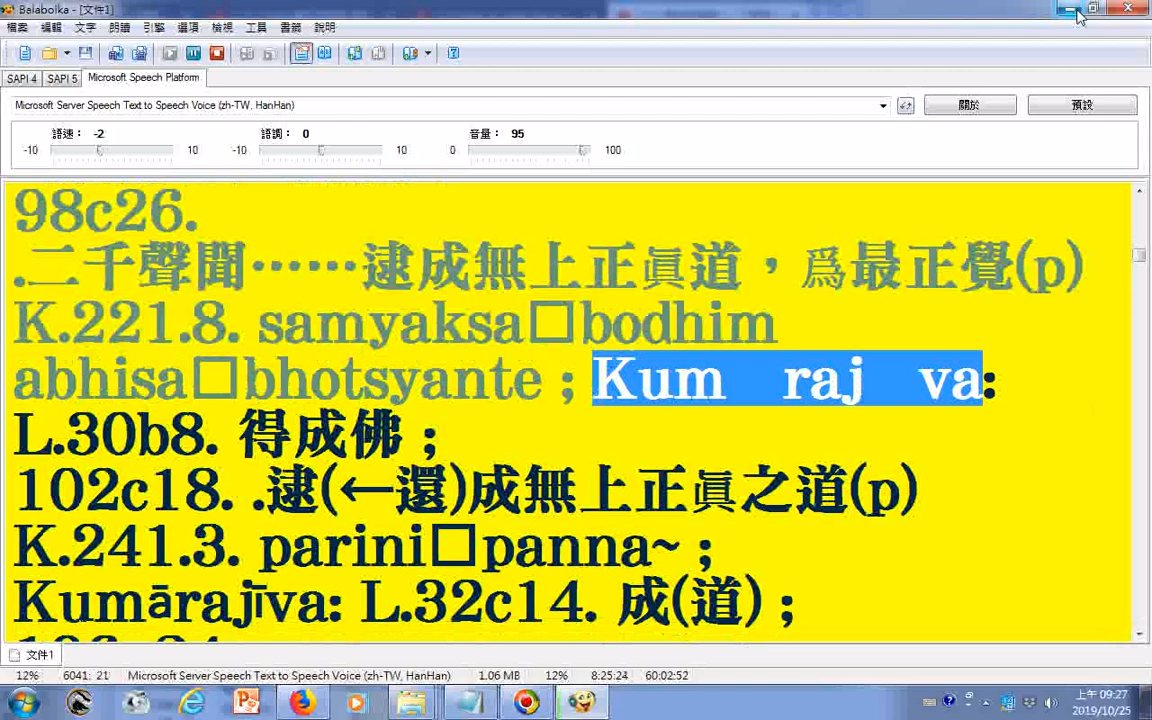 Balabolka - [文件1]
檔案 編輯 文字 朗讀 引擎 選項 檢視 工具 書籤 說明
SAPI 4 SAPI 5 Microsoft Speech Platform
Microsoft Server Speech Text to Speech Voice (zh-TW, HanHan) 關於 預設
語速： -2 語調： 0 音量： 95
-10 10 -10 10 0 100
98c26.
.二千聲聞……逮成無上正眞道，爲最正覺(p)
K.221.8. samyaksa□bodhim
abhisa□bhotsyante；Kum raj va:
L.30b8. 得成佛；
102c18. .逮(←還)成無上正眞之道(p)
K.241.3. parini□panna~；
Kumārajīva: L.32c14. 成(道)；
文件1
12% 6041: 21 Microsoft Server Speech Text to Speech Voice (zh-TW, HanHan) 1.06 MB 12% 8:25:24 60:02:52
上午 09:27
2019/10/25